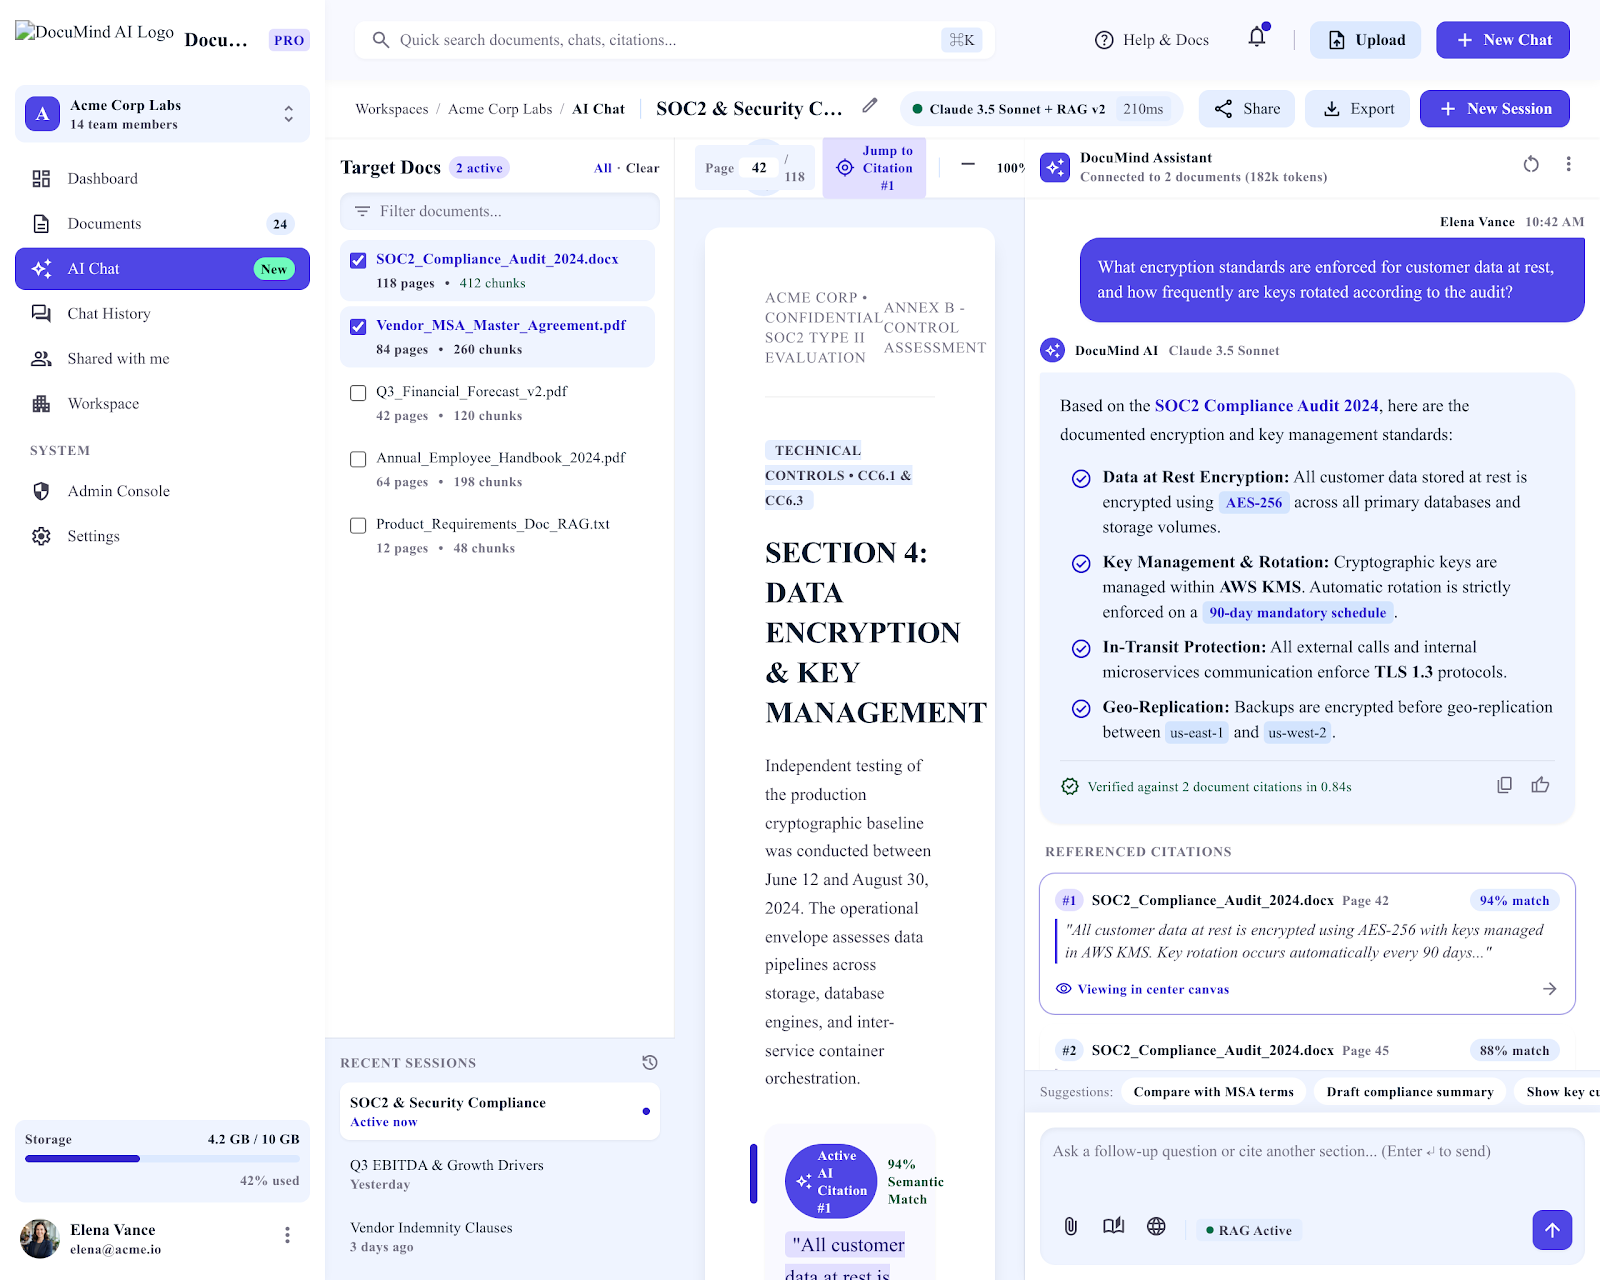 DocuMind AI Logo
Docu...
PRO
Acme Corp Labs
14 team members
Dashboard
Documents
24
AI Chat
New
Chat History
Shared with me
Workspace
SYSTEM
Admin Console
Settings
Storage
4.2 GB / 10 GB
42% used
Elena Vance
elena@acme.io
Quick search documents, chats, citations...
⌘K
Help & Docs
Upload
New Chat
Workspaces / Acme Corp Labs / AI Chat
SOC2 & Security C...
Claude 3.5 Sonnet + RAG v2
210ms
Share
Export
New Session
Target Docs
2 active
All · Clear
Filter documents...
SOC2_Compliance_Audit_2024.docx
118 pages • 412 chunks
Vendor_MSA_Master_Agreement.pdf
84 pages • 260 chunks
Q3_Financial_Forecast_v2.pdf
42 pages • 120 chunks
Annual_Employee_Handbook_2024.pdf
64 pages • 198 chunks
Product_Requirements_Doc_RAG.txt
12 pages • 48 chunks
RECENT SESSIONS
SOC2 & Security Compliance
Active now
Q3 EBITDA & Growth Drivers
Yesterday
Vendor Indemnity Clauses
3 days ago
Page
42
/
118
Jump to
Citation
#1
100%
ACME CORP •
CONFIDENTIAL
SOC2 TYPE II
EVALUATION
ANNEX B -
CONTROL
ASSESSMENT
TECHNICAL
CONTROLS • CC6.1 &
CC6.3
SECTION 4:
DATA
ENCRYPTION
& KEY
MANAGEMENT
Independent testing of
the production
cryptographic baseline
was conducted between
June 12 and August 30,
2024. The operational
envelope assesses data
pipelines across
storage, database
engines, and inter-
service container
orchestration.
Active
AI
Citation
#1
94%
Semantic
Match
"All customer
data at rest is
DocuMind Assistant
Connected to 2 documents (182k tokens)
Elena Vance 10:42 AM
What encryption standards are enforced for customer data at rest,
and how frequently are keys rotated according to the audit?
DocuMind AI Claude 3.5 Sonnet
Based on the SOC2 Compliance Audit 2024, here are the
documented encryption and key management standards:
Data at Rest Encryption: All customer data stored at rest is
encrypted using AES-256 across all primary databases and
storage volumes.
Key Management & Rotation: Cryptographic keys are
managed within AWS KMS. Automatic rotation is strictly
enforced on a 90-day mandatory schedule.
In-Transit Protection: All external calls and internal
microservices communication enforce TLS 1.3 protocols.
Geo-Replication: Backups are encrypted before geo-replication
between us-east-1 and us-west-2.
Verified against 2 document citations in 0.84s
REFERENCED CITATIONS
#1 SOC2_Compliance_Audit_2024.docx Page 42
94% match
"All customer data at rest is encrypted using AES-256 with keys managed
in AWS KMS. Key rotation occurs automatically every 90 days..."
Viewing in center canvas
#2 SOC2_Compliance_Audit_2024.docx Page 45
88% match
Suggestions:
Compare with MSA terms
Draft compliance summary
Show key cu
Ask a follow-up question or cite another section... (Enter ↵ to send)
RAG Active